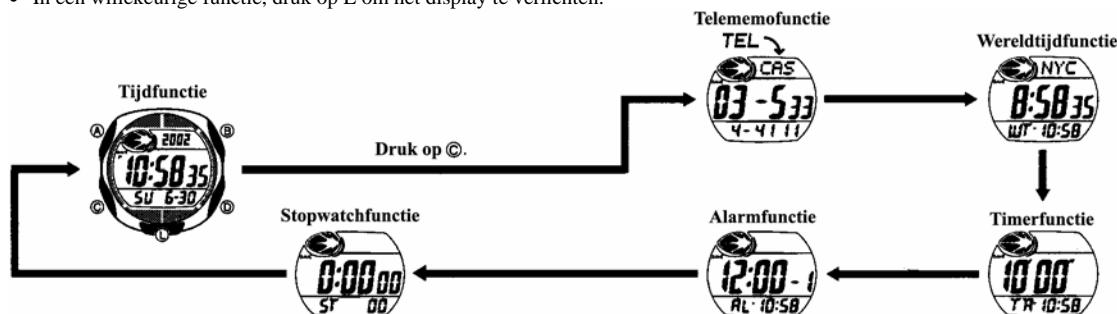 • In een willekeurige functie, druk op L om het display te verlichten.
Telememofunctie
TEL
CAS
03-533
4-4111
Wereldtijdfunctie
NYC
8:58 35
WT 10:58
Tijdfunctie
A
B
2002
10:58 35
SU 6-30
C
D
L
Druk op C.
Stopwatchfunctie
0:00 00
ST 00
Alarmfunctie
12:00 -1
AL 10:58
Timerfunctie
10 00
TR 10:58